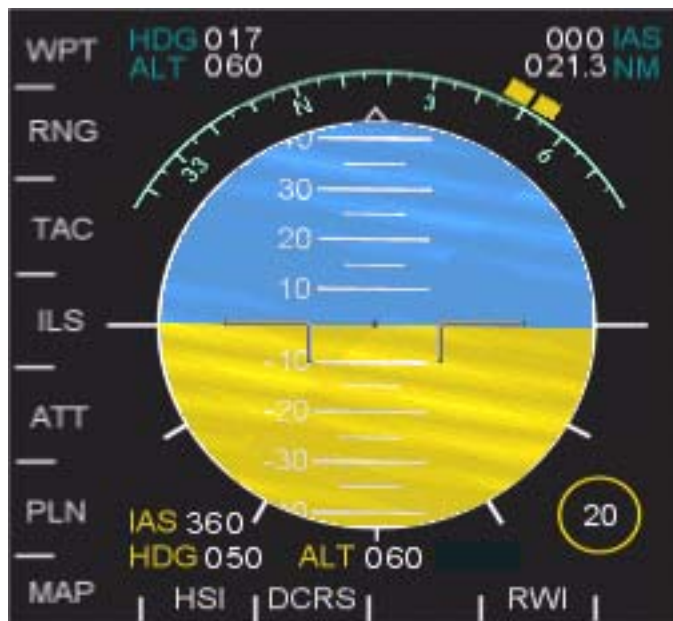 WPT
HDG 017
000 IAS
ALT 060
021.3 NM
RNG
33
N
3
6
TAC
40
30
20
10
ILS
-10
ATT
-20
-30
PLN
IAS 360
20
HDG 050
ALT 060
MAP
HSI
DCRS
RWI